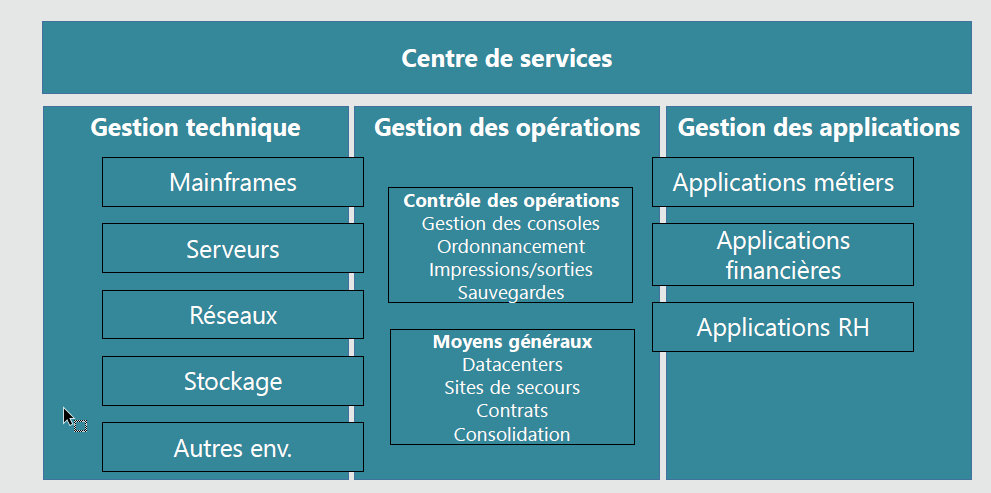 Centre de services
Gestion technique
Mainframes
Serveurs
Réseaux
Stockage
Autres env.
Gestion des opérations
Contrôle des opérations
Gestion des consoles
Ordonnancement
Impressions/sorties
Sauvegardes
Moyens généraux
Datacenters
Sites de secours
Contrats
Consolidation
Gestion des applications
Applications métiers
Applications
financières
Applications RH